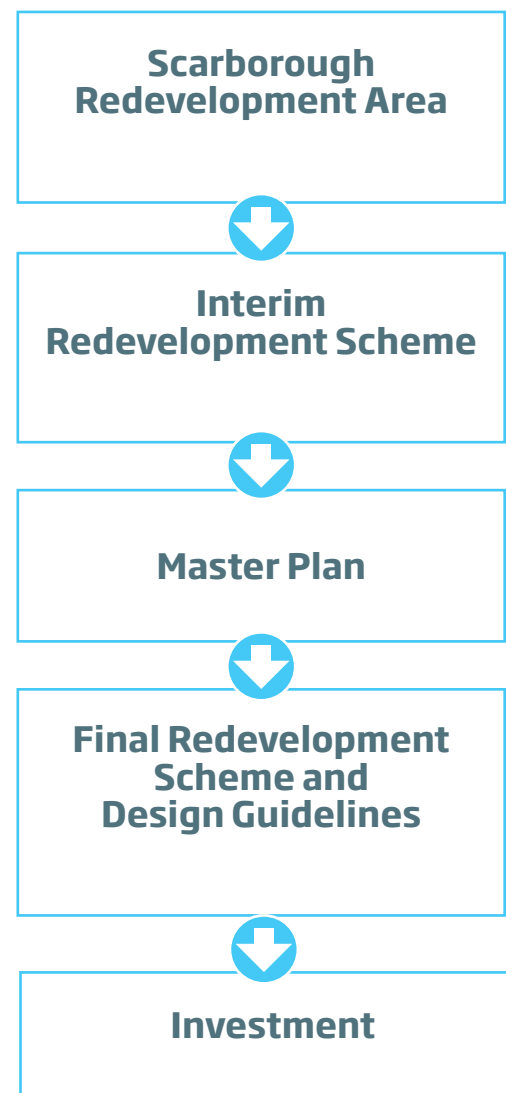 Scarborough
Redevelopment Area
Interim
Redevelopment Scheme
Master Plan
Final Redevelopment
Scheme and
Design Guidelines
Investment